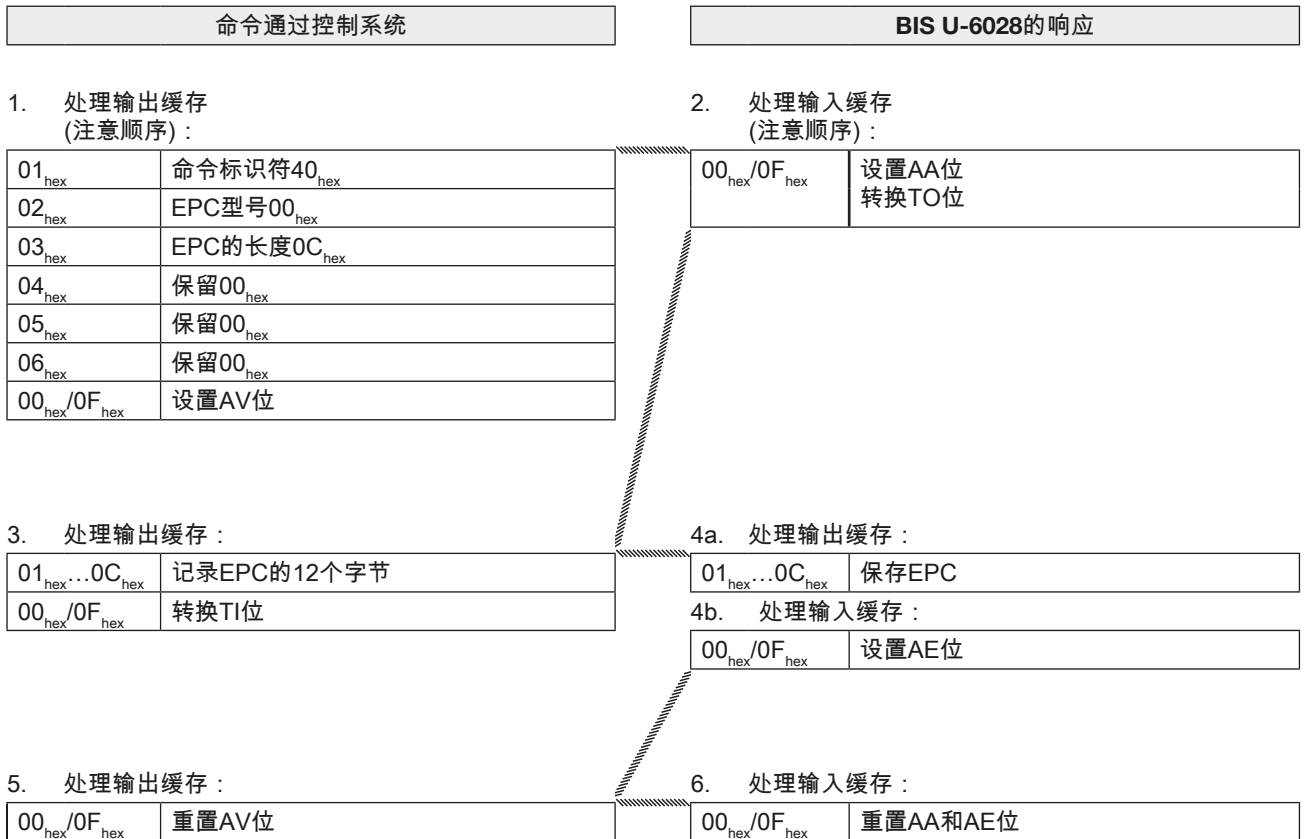 命令通过控制系统
BIS U-6028的响应
1. 处理输出缓存
(注意顺序)：
01hex 命令标识符40hex
02hex EPC型号00hex
03hex EPC的长度0Chex
04hex 保留00hex
05hex 保留00hex
06hex 保留00hex
00hex/0Fhex 设置AV位
2. 处理输入缓存
(注意顺序)：
00hex/0Fhex 设置AA位
转换TO位
3. 处理输出缓存：
01hex…0Chex 记录EPC的12个字节
00hex/0Fhex 转换TI位
4a. 处理输出缓存：
01hex…0Chex 保存EPC
4b. 处理输入缓存：
00hex/0Fhex 设置AE位
5. 处理输出缓存：
00hex/0Fhex 重置AV位
6. 处理输入缓存：
00hex/0Fhex 重置AA和AE位